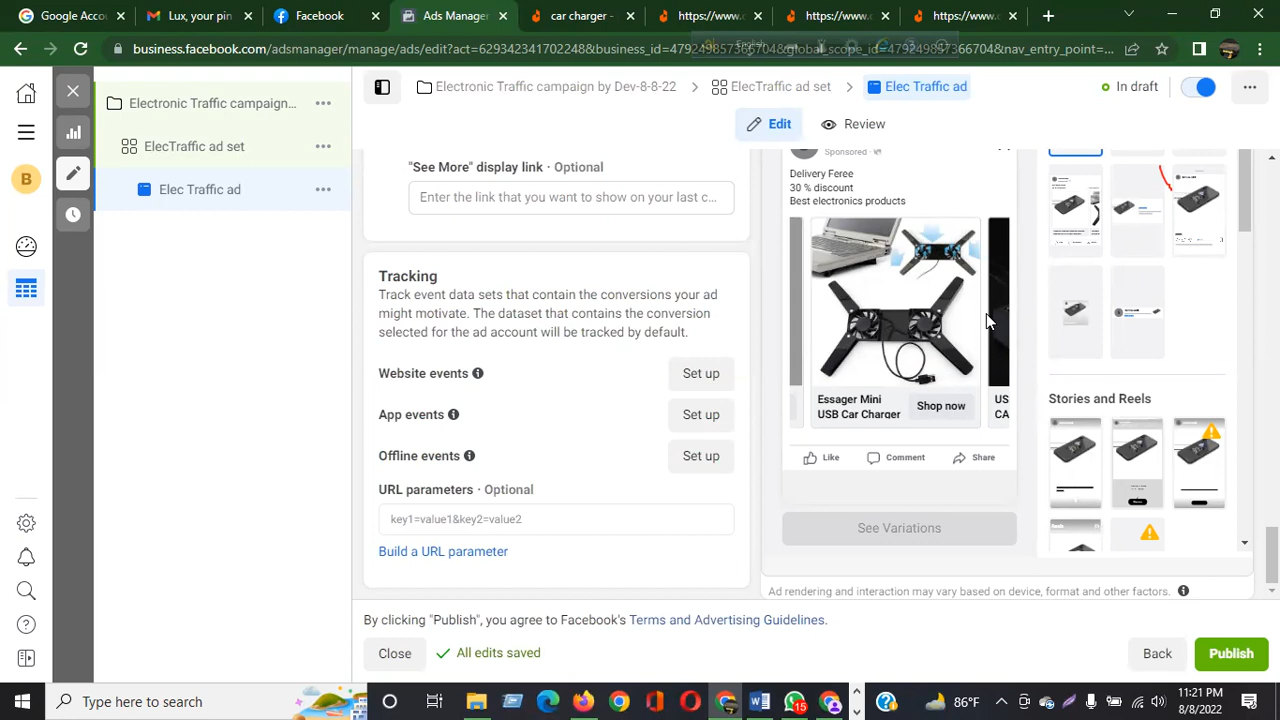 Google Acco
Lux, your pin
Facebook
Ads Manager
car charger -
https://www.c
https://www.c
https://www.c
business.facebook.com/adsmanager/manage/ads/edit?act=629342341702248&business_id=479249857366704&global_scope_id=479249857366704&nav_entry_point=...
English
Electronic Traffic campaign by Dev-8-8-22
ElecTraffic ad set
Elec Traffic ad
In draft
Edit
Review
B
Electronic Traffic campaign...
ElecTraffic ad set
Elec Traffic ad
"See More" display link · Optional
Enter the link that you want to show on your last c...
Tracking
Track event data sets that contain the conversions your ad
might motivate. The dataset that contains the conversion
selected for the ad account will be tracked by default.
Website events
Set up
App events
Set up
Offline events
Set up
URL parameters · Optional
key1=value1&key2=value2
Build a URL parameter
Sponsored ·
Delivery Feree
30 % discount
Best electronics products
Essager Mini
USB Car Charger
Shop now
US
CA
Like
Comment
Share
See Variations
Stories and Reels
Ad rendering and interaction may vary based on device, format and other factors.
By clicking "Publish", you agree to Facebook's Terms and Advertising Guidelines.
Close
All edits saved
Back
Publish
Type here to search
15
86°F
11:21 PM
8/8/2022